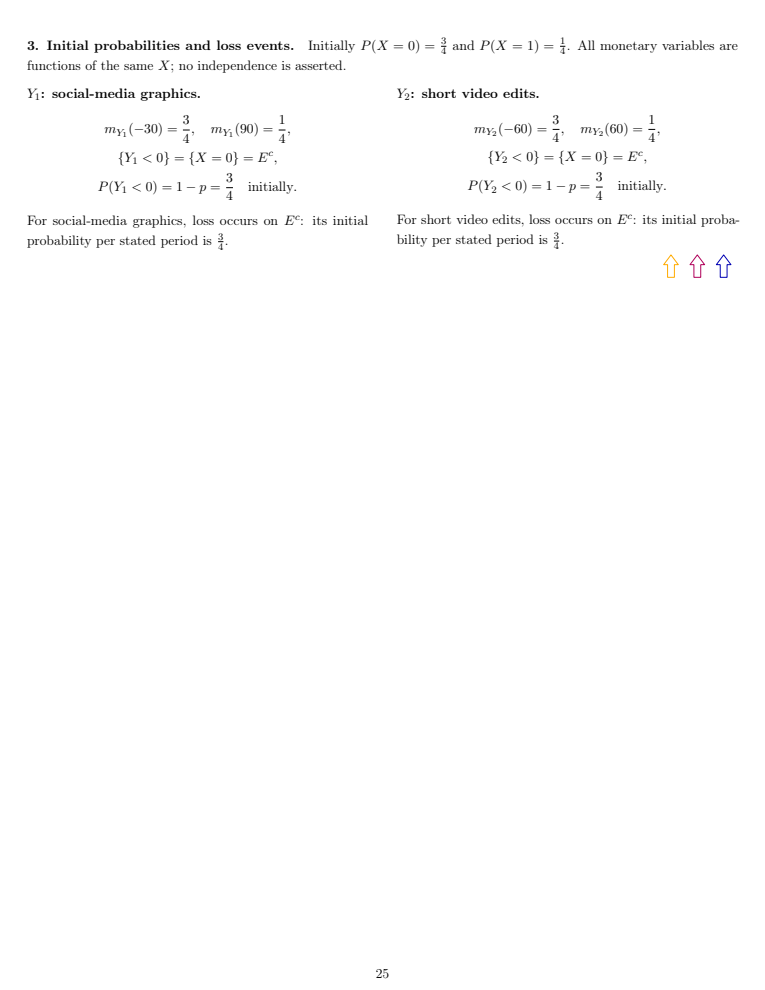 3. Initial probabilities and loss events. Initially P(X = 0) = 3/4 and P(X = 1) = 1/4. All monetary variables are
functions of the same X; no independence is asserted.
Y₁: social-media graphics.
m_{Y₁}(−30) = 3/4, m_{Y₁}(90) = 1/4,
{Y₁ < 0} = {X = 0} = Eᶜ,
P(Y₁ < 0) = 1 − p = 3/4 initially.
For social-media graphics, loss occurs on Eᶜ: its initial
probability per stated period is 3/4.
Y₂: short video edits.
m_{Y₂}(−60) = 3/4, m_{Y₂}(60) = 1/4,
{Y₂ < 0} = {X = 0} = Eᶜ,
P(Y₂ < 0) = 1 − p = 3/4 initially.
For short video edits, loss occurs on Eᶜ: its initial proba-
bility per stated period is 3/4.
25